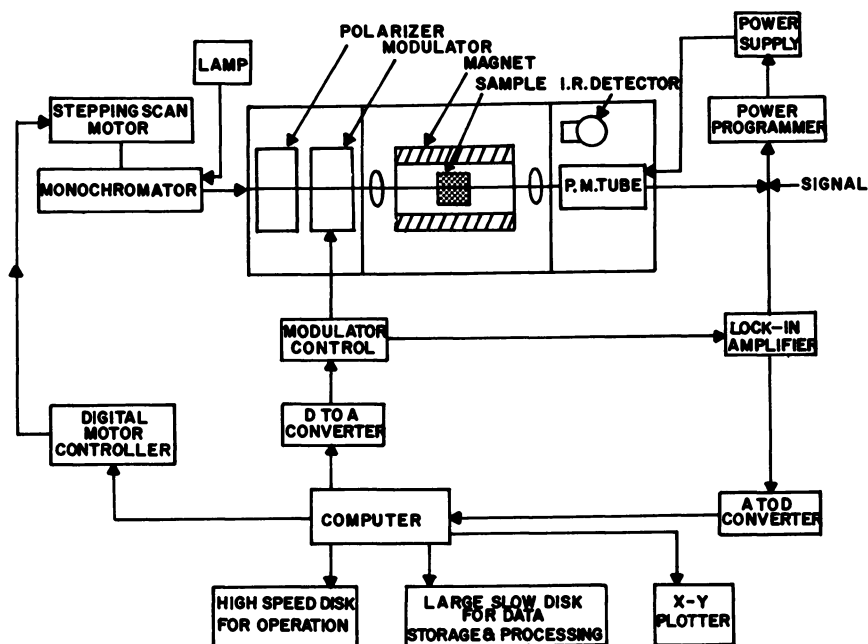 POLARIZER
MODULATOR
MAGNET
SAMPLE
I.R. DETECTOR
POWER
SUPPLY
LAMP
STEPPING SCAN
MOTOR
POWER
PROGRAMMER
MONOCHROMATOR
P.M. TUBE
SIGNAL
MODULATOR
CONTROL
LOCK-IN
AMPLIFIER
DIGITAL
MOTOR
CONTROLLER
D TO A
CONVERTER
COMPUTER
A TO D
CONVERTER
HIGH SPEED DISK
FOR OPERATION
LARGE SLOW DISK
FOR DATA
STORAGE & PROCESSING
X-Y
PLOTTER